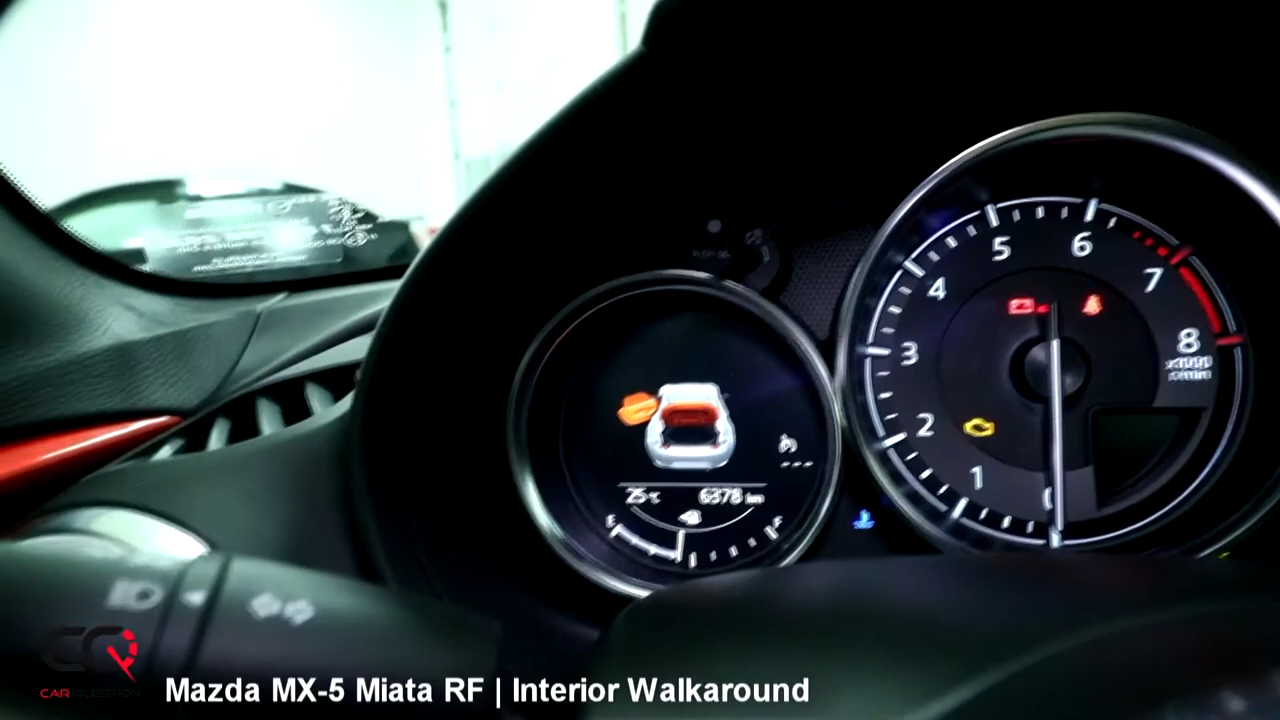 5
6
4
7
3
8
x1000
r/min
2
1
0
25℃ 6378 km
E F
CAR QUESTION
Mazda MX-5 Miata RF | Interior Walkaround